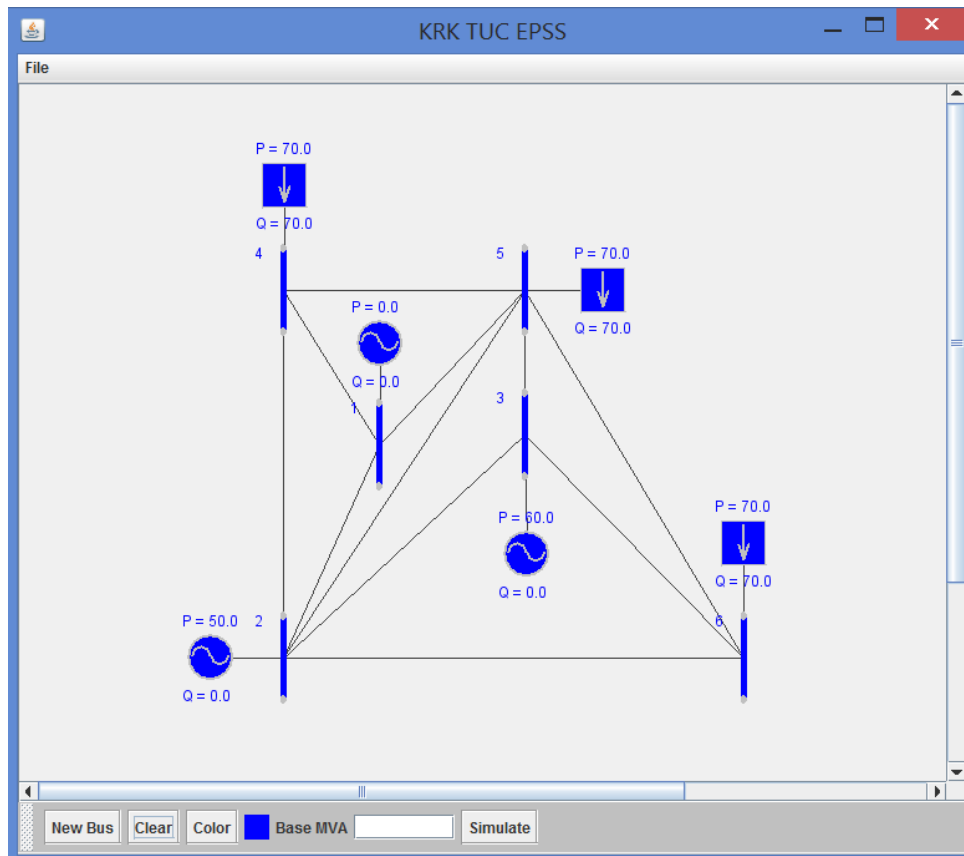 KRK TUC EPSS
File
P = 70.0
Q = 70.0
4
5
P = 70.0
Q = 70.0
P = 0.0
Q = 0.0
1
3
P = 60.0
Q = 0.0
P = 70.0
Q = 70.0
P = 50.0
2
6
Q = 0.0
New Bus
Clear
Color
Base MVA
Simulate